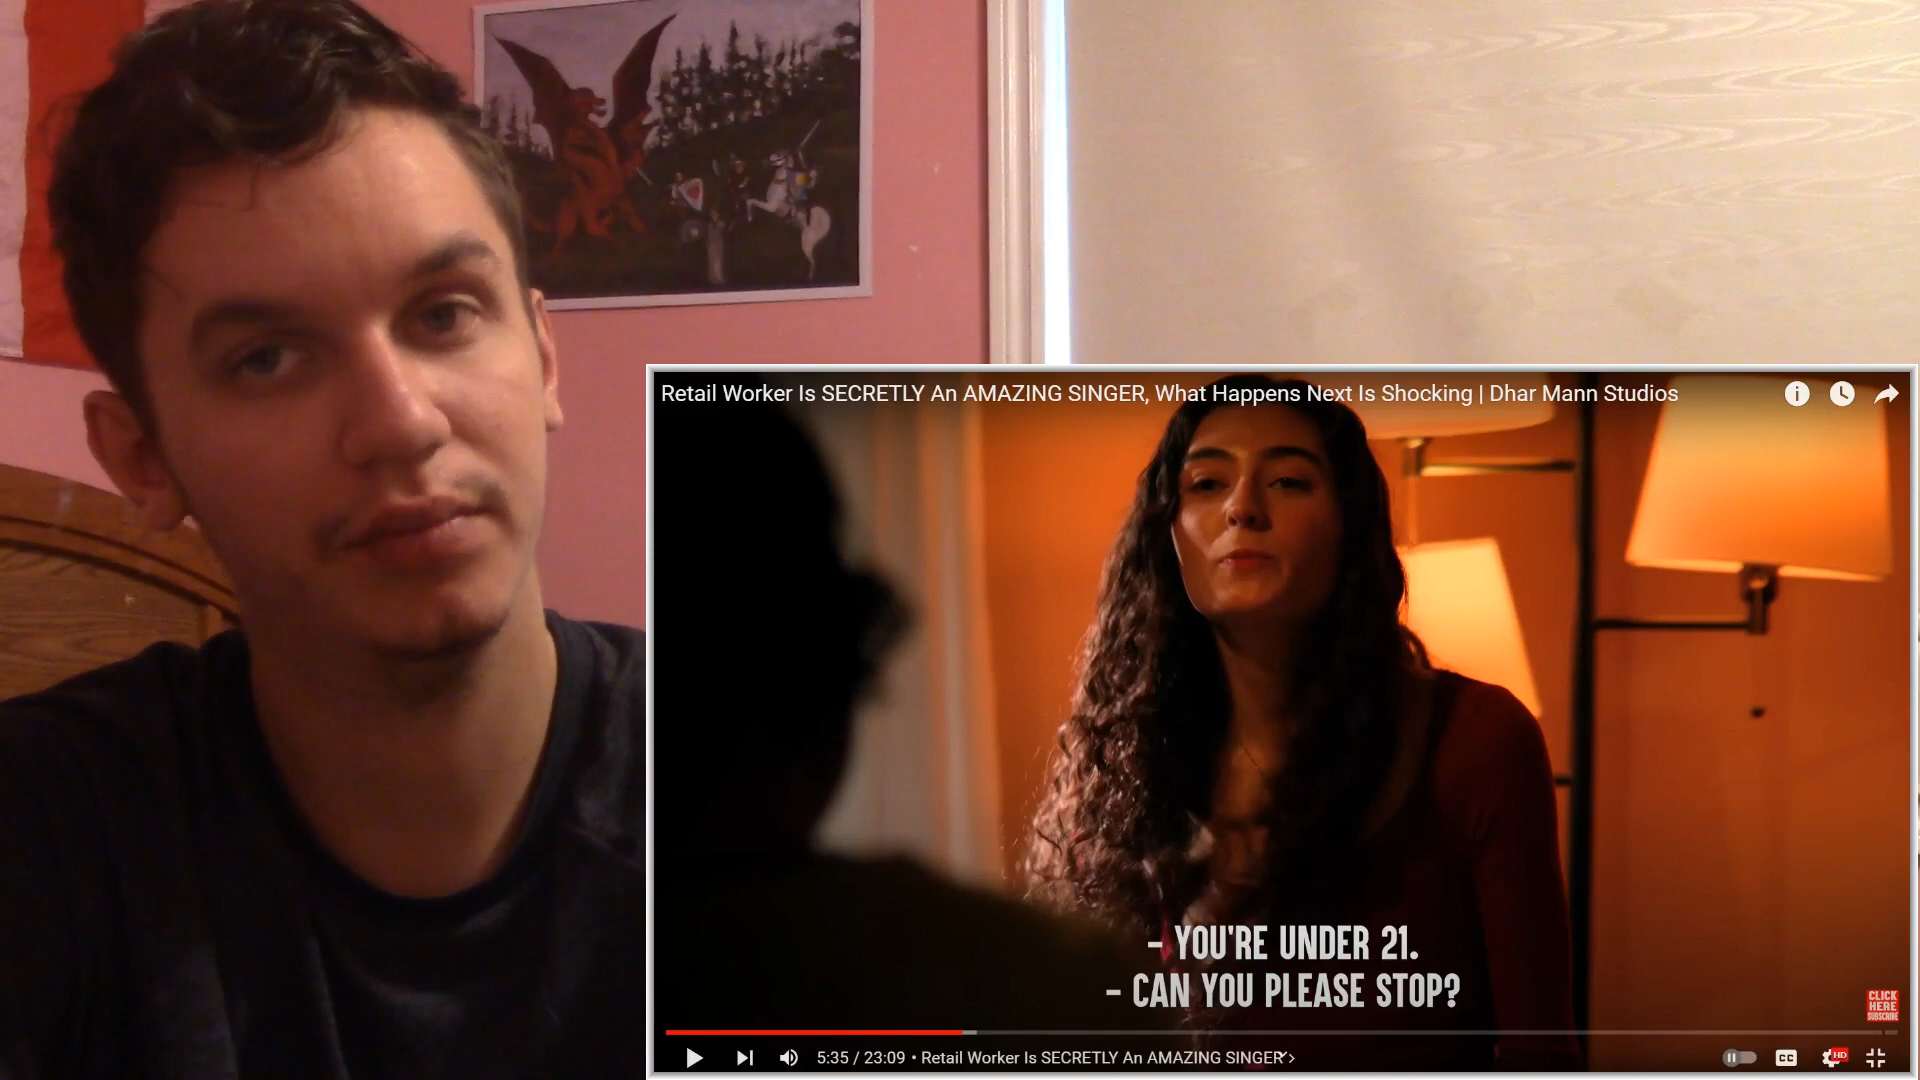 Retail Worker Is SECRETLY An AMAZING SINGER, What Happens Next Is Shocking | Dhar Mann Studios
- YOU'RE UNDER 21.
- CAN YOU PLEASE STOP?
CLICK
HERE
SUBSCRIBE
5:35 / 23:09 • Retail Worker Is SECRETLY An AMAZING SINGER
CC
HD